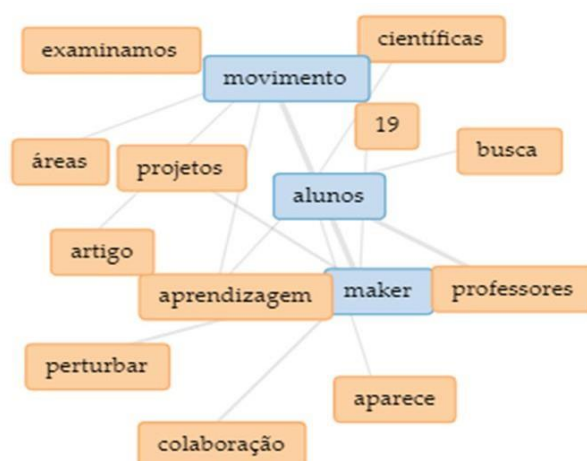 examinamos
científicas
movimento
19
áreas
projetos
busca
alunos
artigo
aprendizagem
maker
professores
perturbar
aparece
colaboração